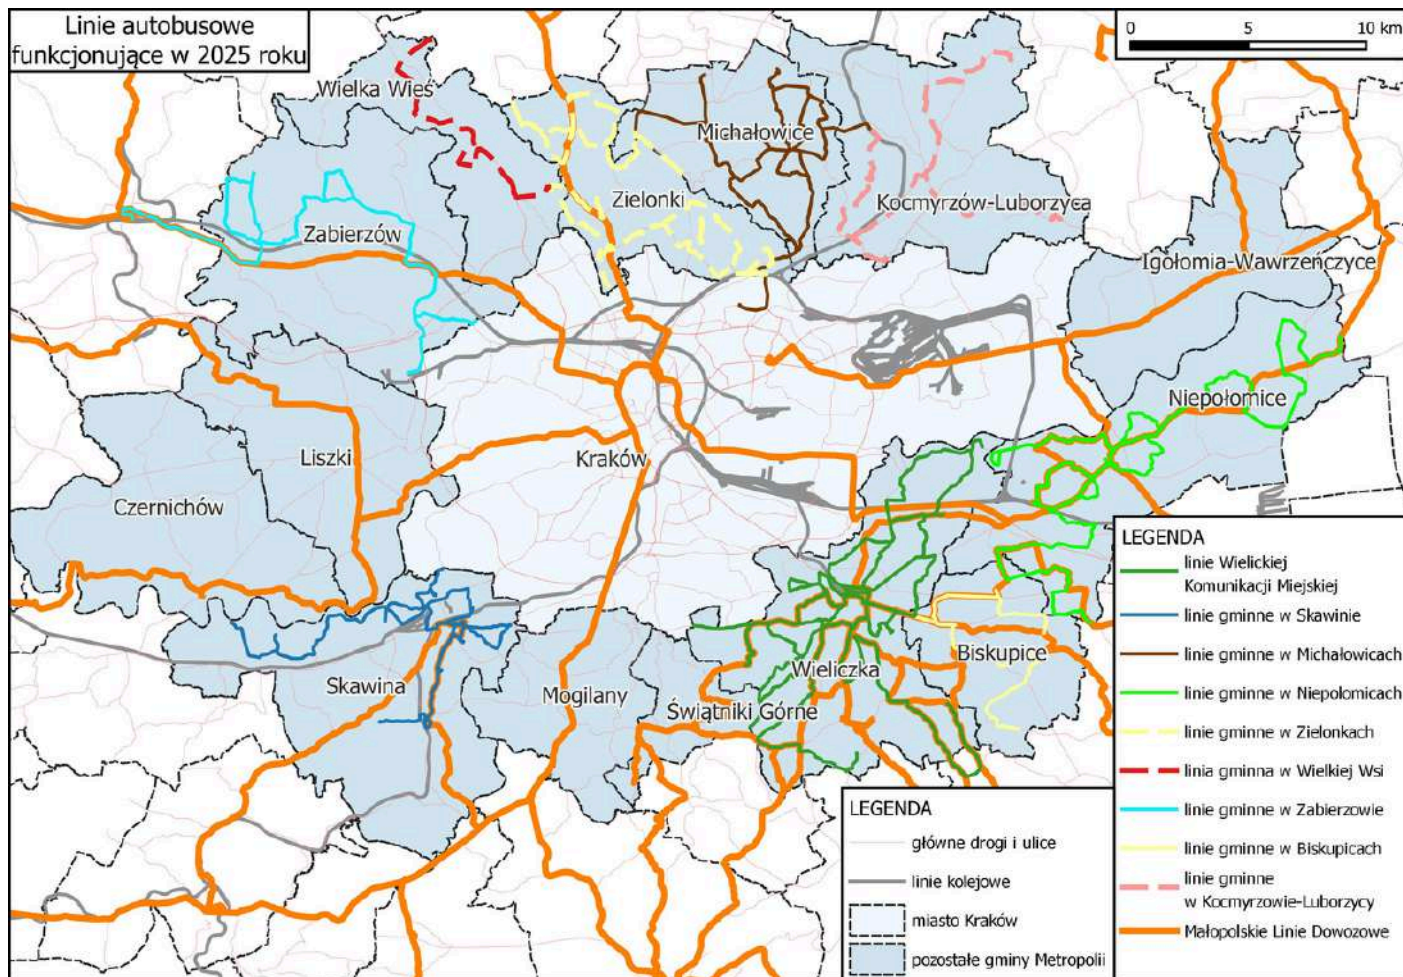 Linie autobusowe
funkcjonujące w 2025 roku
0 5 10 km
Wielka Wieś
Michałowice
Zielonki
Kocmyrzów-Luborzyca
Zabierzów
Igołomia-Wawrzeńczyce
Niepołomice
Liszki
Kraków
Czernichów
Skawina
Mogilany
Świątniki Górne
Wieliczka
Biskupice
LEGENDA
główne drogi i ulice
linie kolejowe
miasto Kraków
pozostałe gminy Metropolii
LEGENDA
linie Wielickiej
Komunikacji Miejskiej
linie gminne w Skawinie
linie gminne w Michałowicach
linie gminne w Niepołomicach
linie gminne w Zielonkach
linia gminna w Wielkiej Wsi
linie gminne w Zabierzowie
linie gminne w Biskupicach
linie gminne
w Kocmyrzowie-Luborzycy
Małopolskie Linie Dowozowe